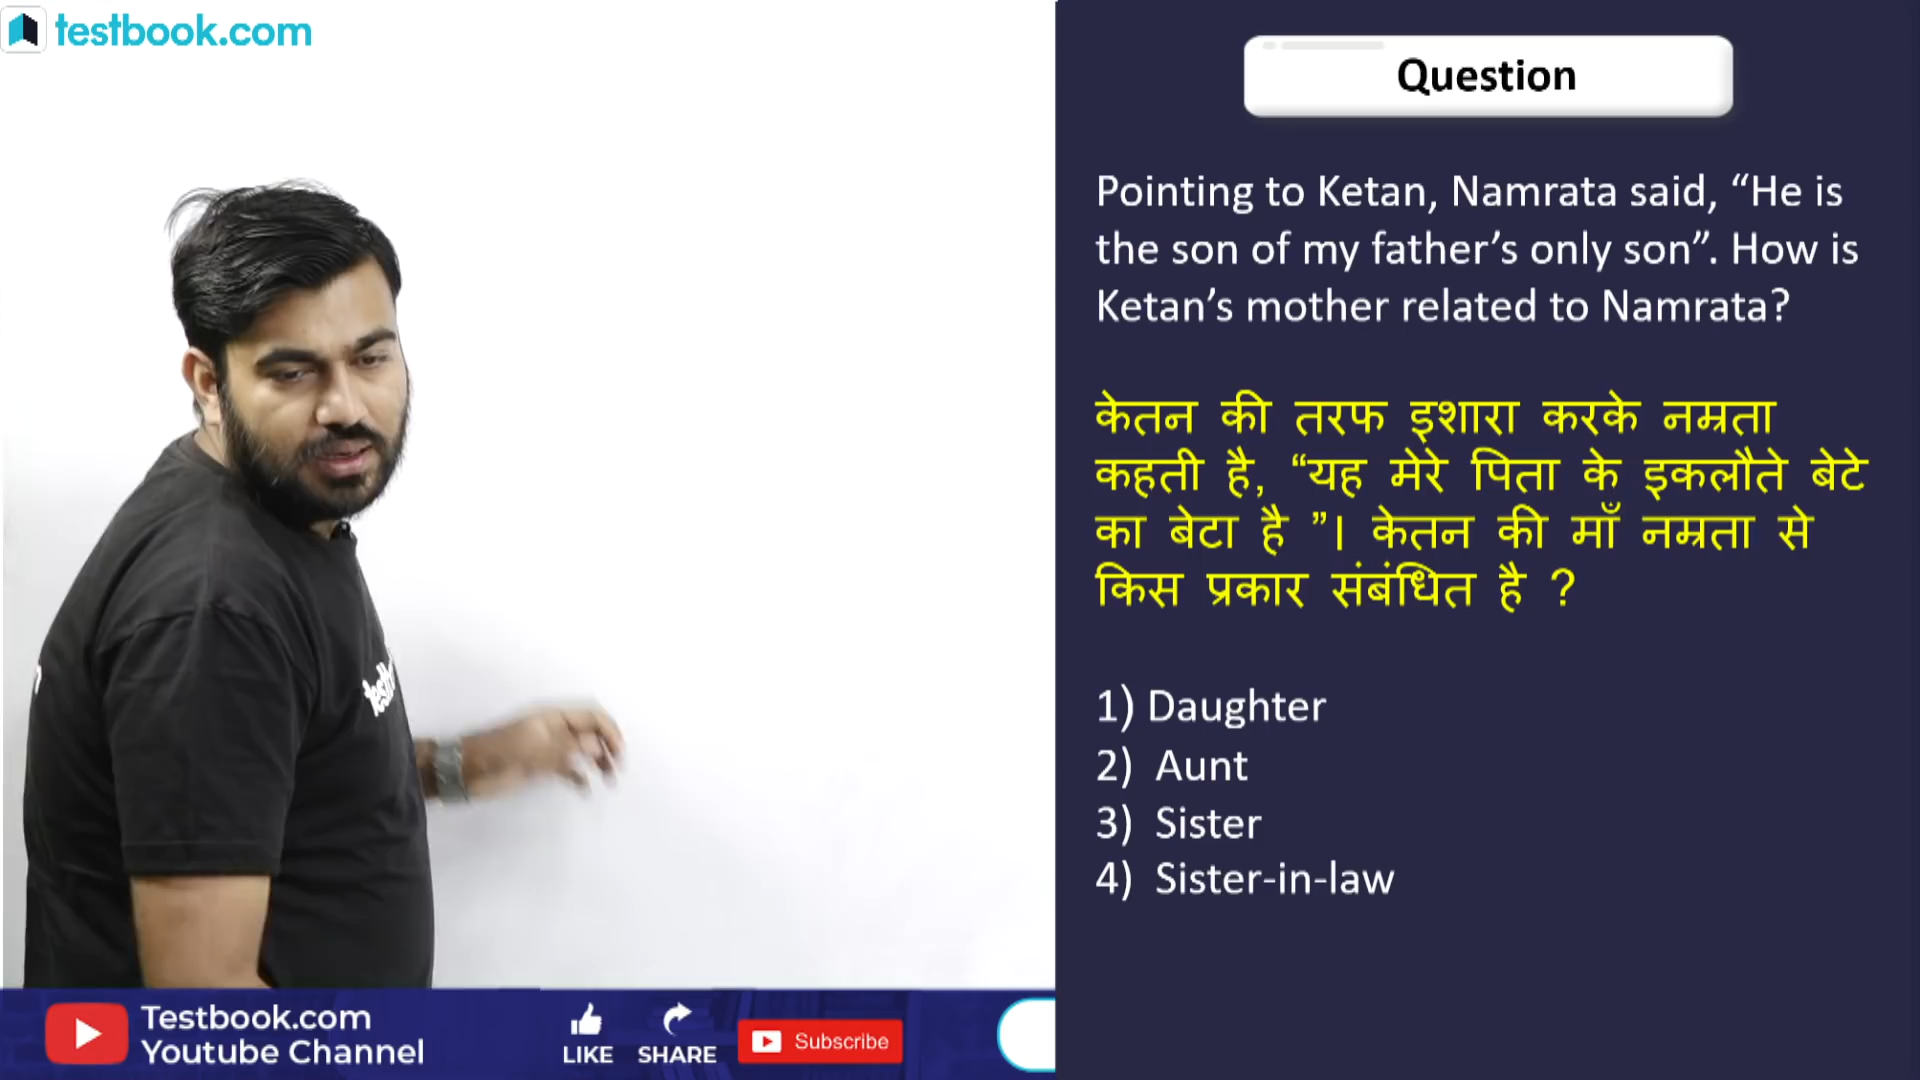 testbook.com
Question
Pointing to Ketan, Namrata said, “He is
the son of my father’s only son”. How is
Ketan’s mother related to Namrata?
केतन की तरफ इशारा करके नम्रता
कहती है, “यह मेरे पिता के इकलौते बेटे
का बेटा है ”। केतन की माँ नम्रता से
किस प्रकार संबंधित है ?
1) Daughter
2) Aunt
3) Sister
4) Sister-in-law
Testbook.com
Youtube Channel
LIKE
SHARE
Subscribe